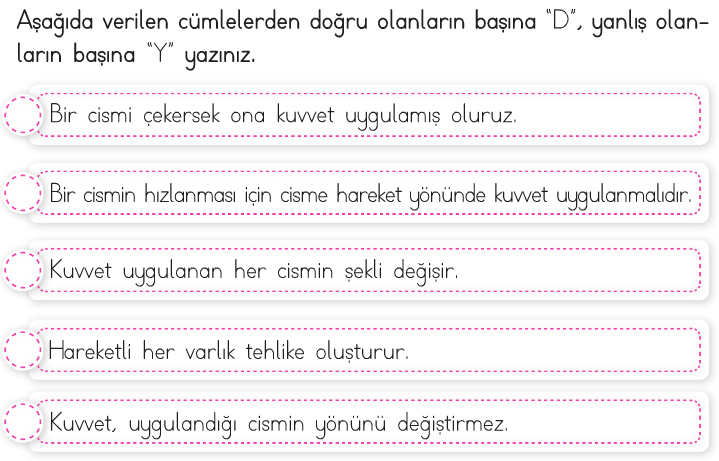 Aşağıda verilen cümlelerden doğru olanların başına "D", yanlış olan-
ların başına "Y" yazınız.
Bir cismi çekersek ona kuvvet uygulamış oluruz.
Bir cismin hızlanması için cisme hareket yönünde kuvvet uygulanmalıdır.
Kuvvet uygulanan her cismin şekli değişir.
Hareketli her varlık tehlike oluşturur.
Kuvvet, uygulandığı cismin yönünü değiştirmez.